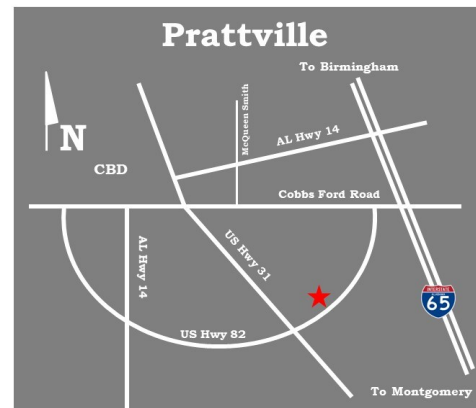 Prattville
To Birmingham
N
McQueen Smith
AL Hwy 14
CBD
Cobbs Ford Road
AL Hwy 14
US Hwy 31
INTERSTATE
65
US Hwy 82
To Montgomery